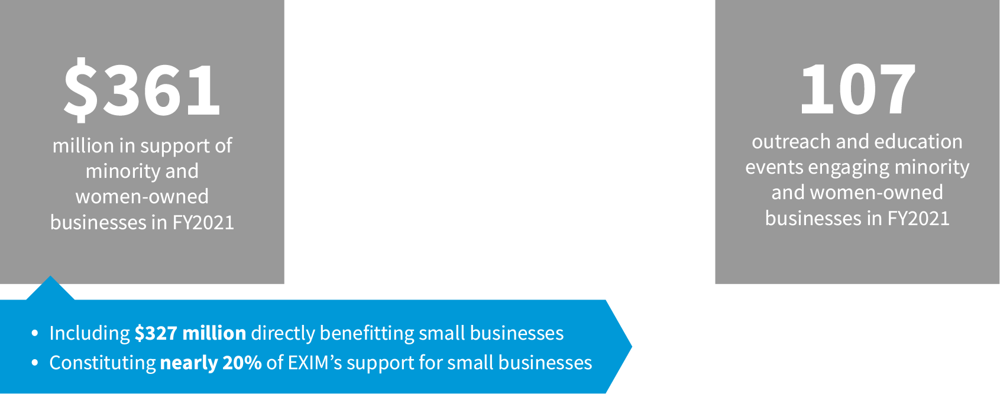 $361
million in support of
minority and
women-owned
businesses in FY2021
107
outreach and education
events engaging minority
and women-owned
businesses in FY2021
• Including $327 million directly benefitting small businesses
• Constituting nearly 20% of EXIM’s support for small businesses